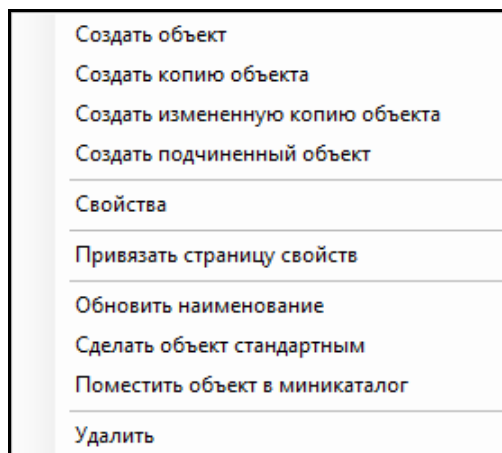 Создать объект
Создать копию объекта
Создать измененную копию объекта
Создать подчиненный объект
Свойства
Привязать страницу свойств
Обновить наименование
Сделать объект стандартным
Поместить объект в миникаталог
Удалить